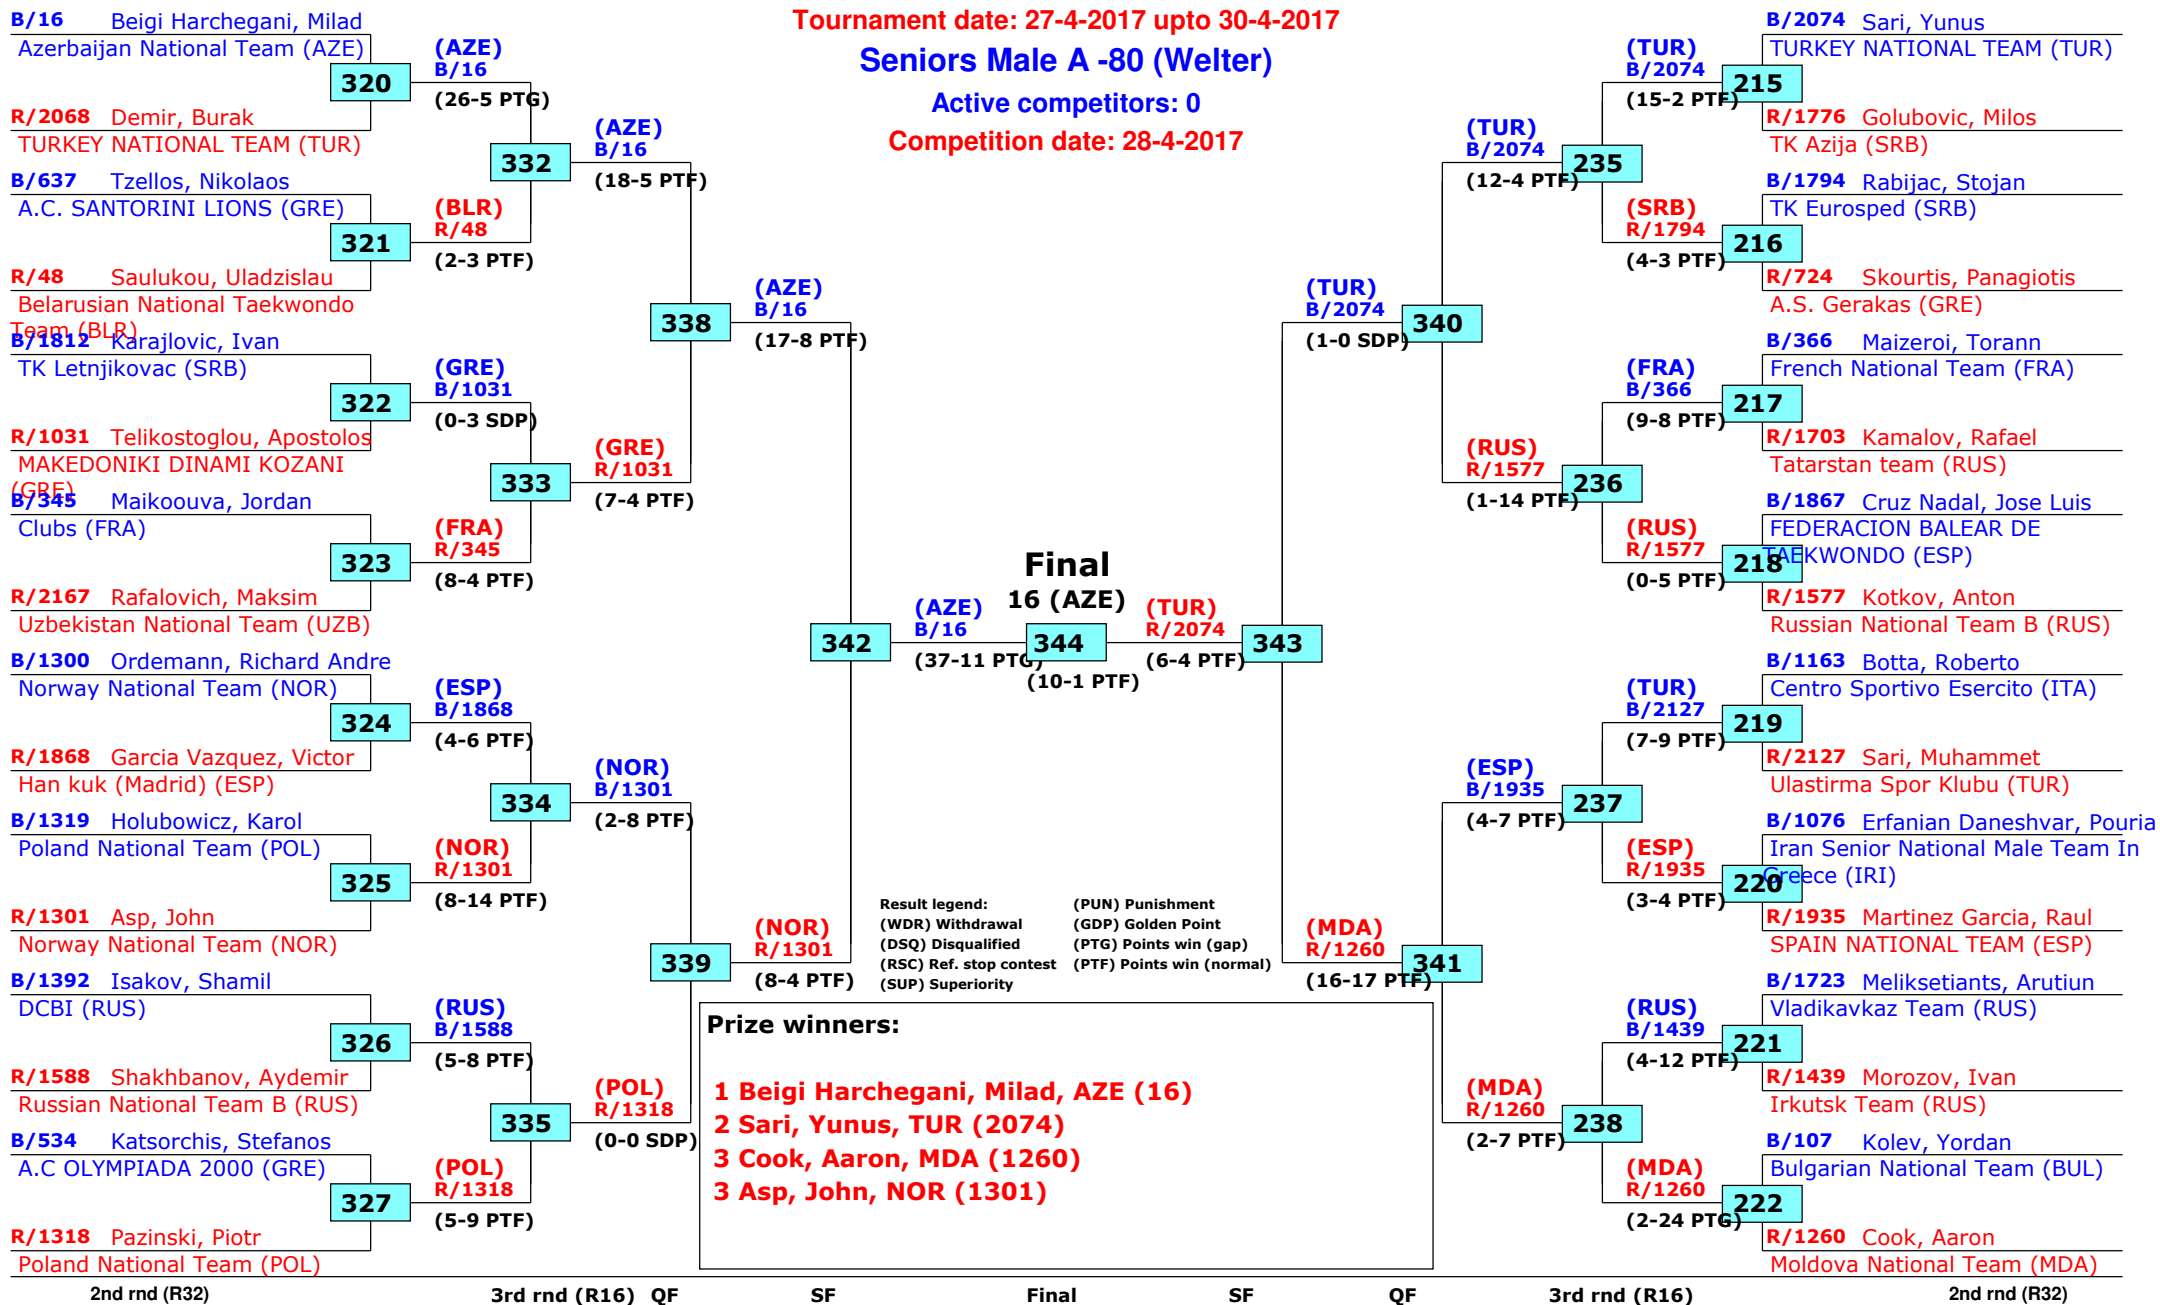 Tournament date: 27-4-2017 upto 30-4-2017
Seniors Male A -80 (Welter)
Active competitors: 0
Competition date: 28-4-2017
B/16 Beigi Harchegani, Milad
Azerbaijan National Team (AZE)
320
R/2068 Demir, Burak
TURKEY NATIONAL TEAM (TUR)
B/637 Tzellos, Nikolaos
A.C. SANTORINI LIONS (GRE)
321
R/48 Saulukou, Uladzislau
Belarusian National Taekwondo
Team (BLR)
B/1812 Karajlovic, Ivan
TK Letnjikovac (SRB)
322
R/1031 Telikostoglou, Apostolos
MAKEDONIKI DINAMI KOZANI
(GRE)
B/345 Maikoouva, Jordan
Clubs (FRA)
323
R/2167 Rafalovich, Maksim
Uzbekistan National Team (UZB)
B/1300 Ordemann, Richard Andre
Norway National Team (NOR)
324
R/1868 Garcia Vazquez, Victor
Han kuk (Madrid) (ESP)
B/1319 Holubowicz, Karol
Poland National Team (POL)
325
R/1301 Asp, John
Norway National Team (NOR)
B/1392 Isakov, Shamil
DCBI (RUS)
326
R/1588 Shakhbanov, Aydemir
Russian National Team B (RUS)
B/534 Katsorchis, Stefanos
A.C OLYMPIADA 2000 (GRE)
327
R/1318 Pazinski, Piotr
Poland National Team (POL)
(AZE)
B/16
(26-5 PTG)
332
(BLR)
R/48
(2-3 PTF)
(GRE)
B/1031
(0-3 SDP)
333
(FRA)
R/345
(8-4 PTF)
(ESP)
B/1868
(4-6 PTF)
334
(NOR)
R/1301
(8-14 PTF)
(RUS)
B/1588
(5-8 PTF)
335
(POL)
R/1318
(5-9 PTF)
(AZE)
B/16
(18-5 PTF)
338
(GRE)
R/1031
(7-4 PTF)
(NOR)
B/1301
(2-8 PTF)
339
(POL)
R/1318
(0-0 SDP)
(AZE)
B/16
(17-8 PTF)
342
(NOR)
R/1301
(8-4 PTF)
(AZE)
B/16
(37-11 PTG)
Final
16 (AZE)
344
(10-1 PTF)
(TUR)
R/2074
(6-4 PTF)
343
(TUR)
B/2074
(1-0 SDP)
340
(MDA)
R/1260
(16-17 PTF)
341
(TUR)
B/2074
(12-4 PTF)
235
(RUS)
R/1577
(1-14 PTF)
236
(ESP)
B/1935
(4-7 PTF)
237
(MDA)
R/1260
(2-7 PTF)
238
(TUR)
B/2074
(15-2 PTF)
(SRB)
R/1794
(4-3 PTF)
(FRA)
B/366
(9-8 PTF)
(RUS)
R/1577
(0-5 PTF)
(TUR)
B/2127
(7-9 PTF)
(ESP)
R/1935
(3-4 PTF)
(RUS)
B/1439
(4-12 PTF)
(MDA)
R/1260
(2-24 PTG)
B/2074 Sari, Yunus
TURKEY NATIONAL TEAM (TUR)
215
R/1776 Golubovic, Milos
TK Azija (SRB)
B/1794 Rabijac, Stojan
TK Eurosped (SRB)
216
R/724 Skourtis, Panagiotis
A.S. Gerakas (GRE)
B/366 Maizeroi, Torann
French National Team (FRA)
217
R/1703 Kamalov, Rafael
Tatarstan team (RUS)
B/1867 Cruz Nadal, Jose Luis
FEDERACION BALEAR DE
TAEKWONDO (ESP)
218
R/1577 Kotkov, Anton
Russian National Team B (RUS)
B/1163 Botta, Roberto
Centro Sportivo Esercito (ITA)
219
R/2127 Sari, Muhammet
Ulastirma Spor Klubu (TUR)
B/1076 Erfanian Daneshvar, Pouria
Iran Senior National Male Team In
Greece (IRI)
220
R/1935 Martinez Garcia, Raul
SPAIN NATIONAL TEAM (ESP)
B/1723 Meliksetiants, Arutiun
Vladikavkaz Team (RUS)
221
R/1439 Morozov, Ivan
Irkutsk Team (RUS)
B/107 Kolev, Yordan
Bulgarian National Team (BUL)
222
R/1260 Cook, Aaron
Moldova National Team (MDA)
Result legend: (PUN) Punishment
(WDR) Withdrawal (GDP) Golden Point
(DSQ) Disqualified (PTG) Points win (gap)
(RSC) Ref. stop contest (PTF) Points win (normal)
(SUP) Superiority
Prize winners:
1 Beigi Harchegani, Milad, AZE (16)
2 Sari, Yunus, TUR (2074)
3 Cook, Aaron, MDA (1260)
3 Asp, John, NOR (1301)
2nd rnd (R32) 3rd rnd (R16) QF SF Final SF QF 3rd rnd (R16) 2nd rnd (R32)